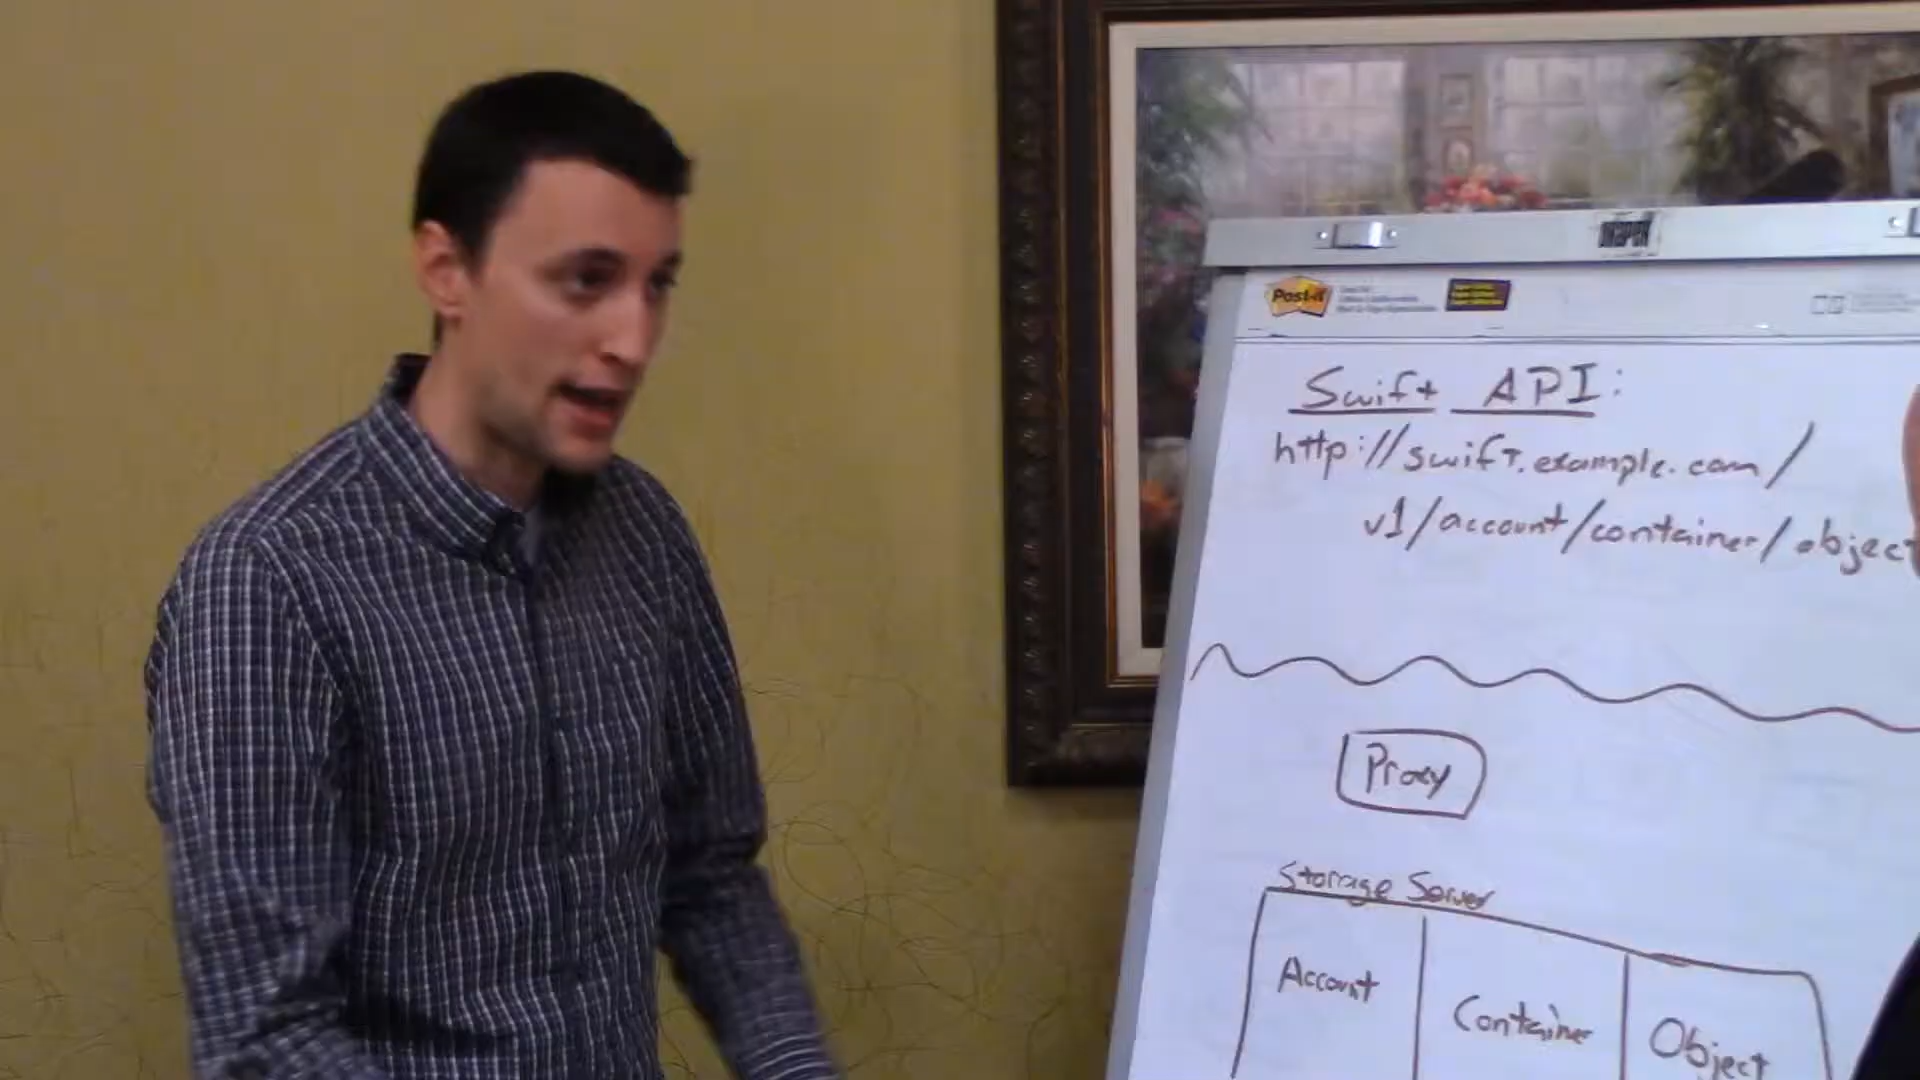 Post-it
Swift API:
http://swift.example.com/
v1/account/container/object
Proxy
Storage Server
Account
Container
Object